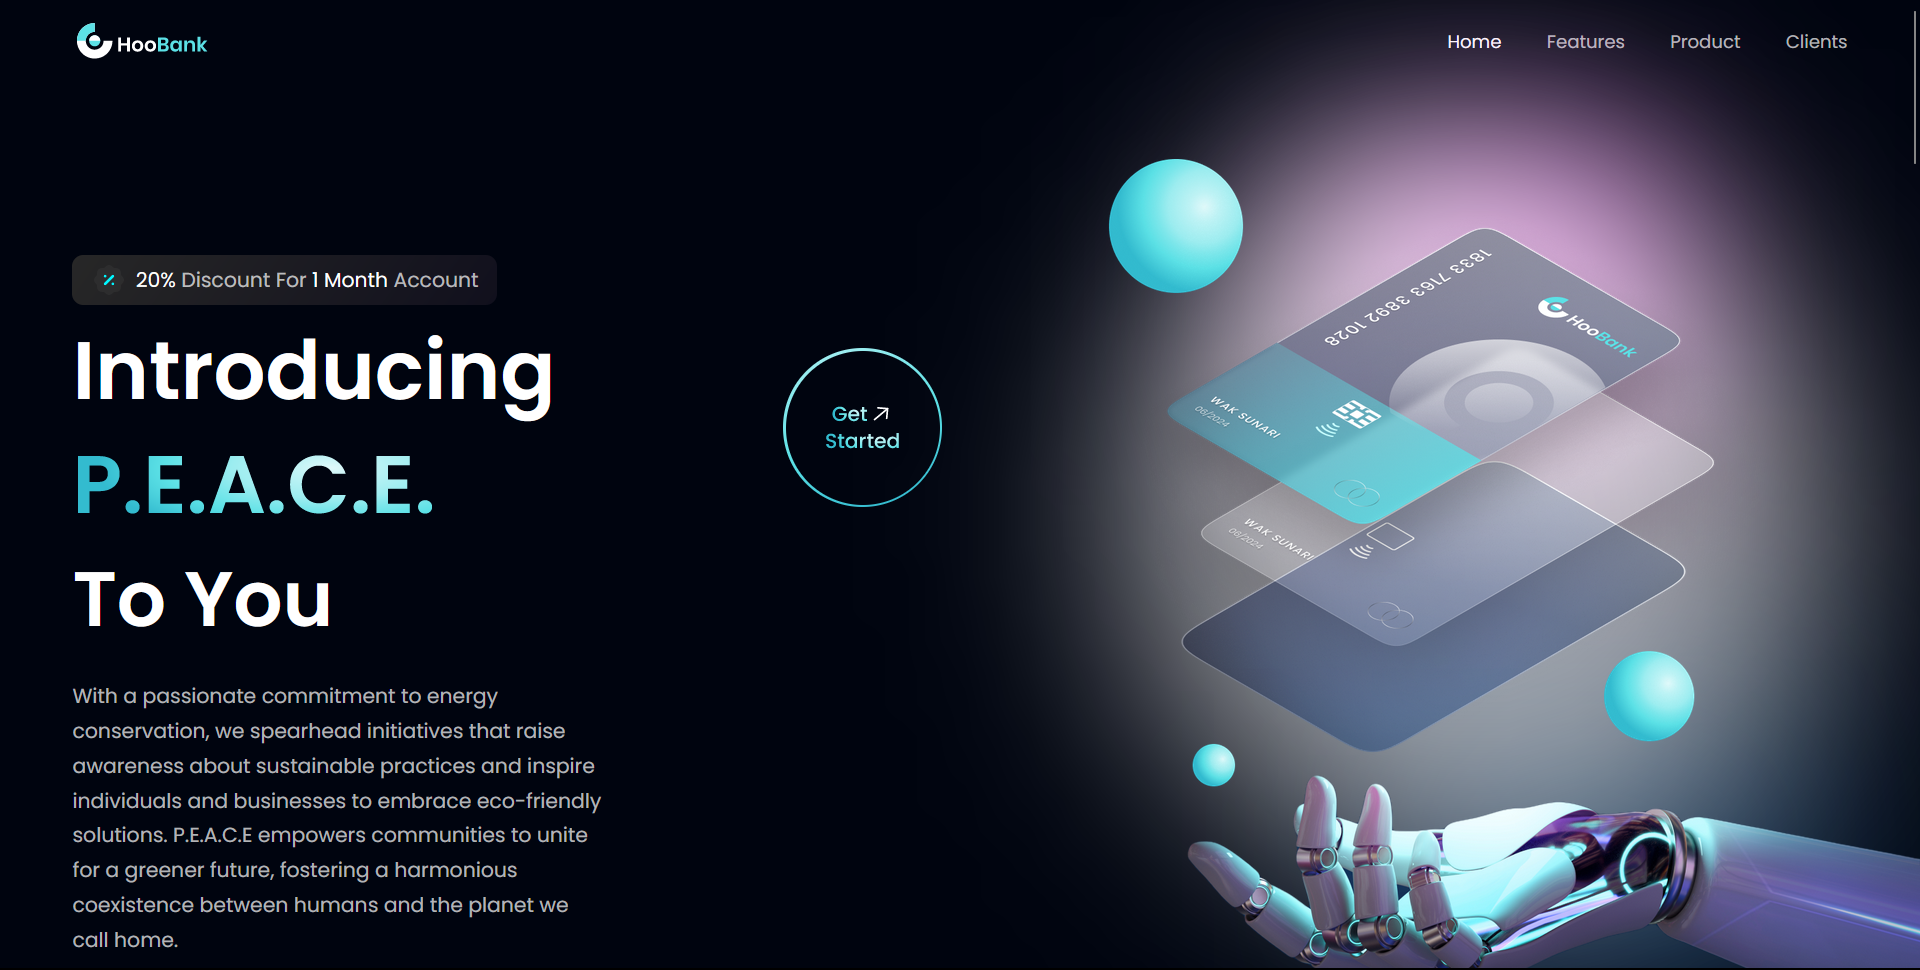 HooBank
Home
Features
Product
Clients
20% Discount For 1 Month Account
Introducing
P.E.A.C.E.
To You
Get
Started
With a passionate commitment to energy
conservation, we spearhead initiatives that raise
awareness about sustainable practices and inspire
individuals and businesses to embrace eco-friendly
solutions. P.E.A.C.E empowers communities to unite
for a greener future, fostering a harmonious
coexistence between humans and the planet we
call home.
1833 7163 3892 1028
HooBank
WAK SUNARI
08/2024
WAK SUNARI
08/2024